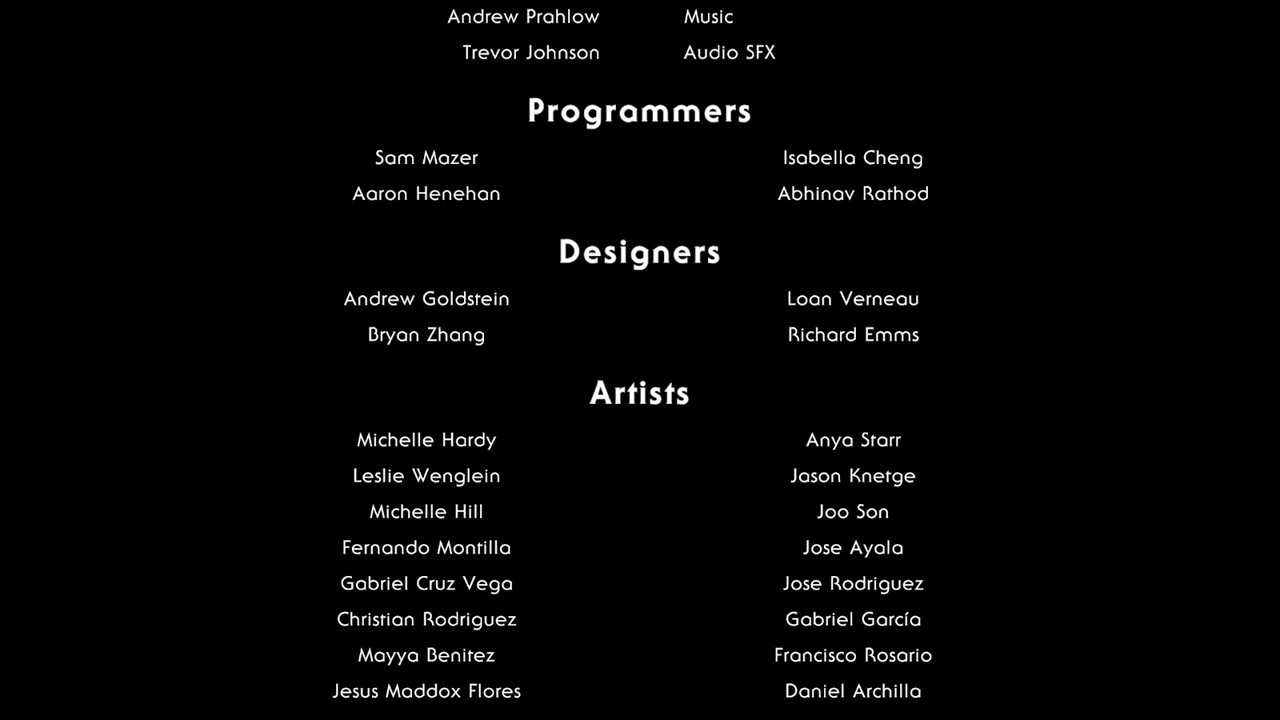 Andrew Prahlow Music
Trevor Johnson Audio SFX
Programmers
Sam Mazer Isabella Cheng
Aaron Henehan Abhinav Rathod
Designers
Andrew Goldstein Loan Verneau
Bryan Zhang Richard Emms
Artists
Michelle Hardy Anya Starr
Leslie Wenglein Jason Knetge
Michelle Hill Joo Son
Fernando Montilla Jose Ayala
Gabriel Cruz Vega Jose Rodriguez
Christian Rodriguez Gabriel García
Mayya Benitez Francisco Rosario
Jesus Maddox Flores Daniel Archilla